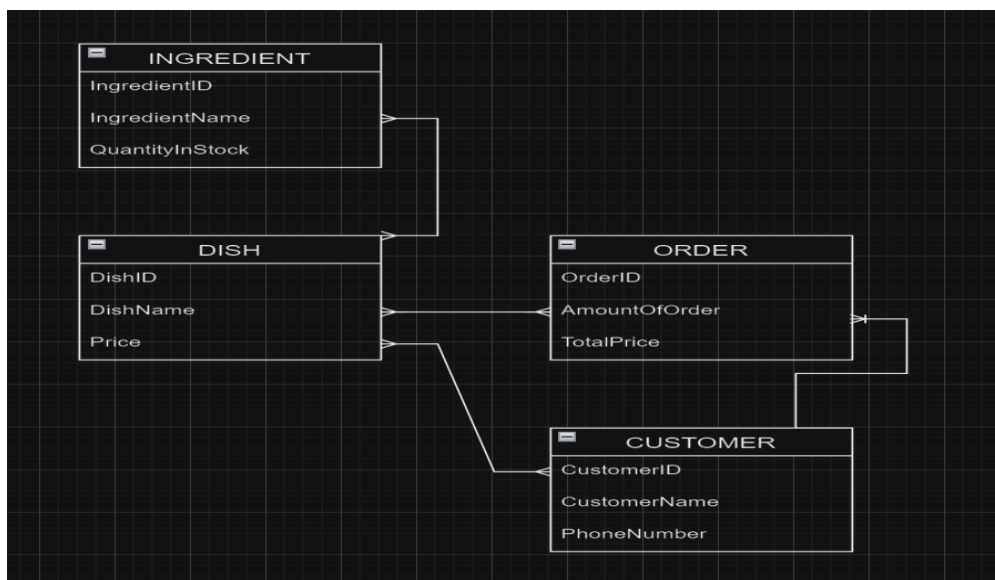 INGREDIENT
IngredientID
IngredientName
QuantityInStock
DISH
DishID
DishName
Price
ORDER
OrderID
AmountOfOrder
TotalPrice
CUSTOMER
CustomerID
CustomerName
PhoneNumber